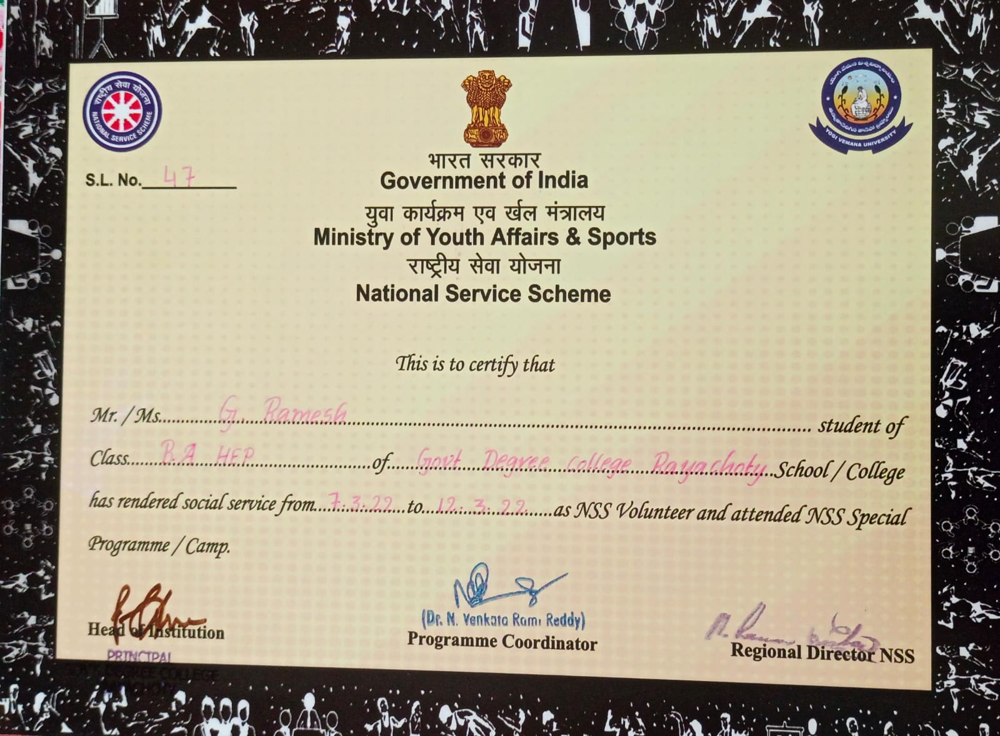 राष्ट्रीय सेवा योजना
NATIONAL SERVICE SCHEME
YOGI VEMANA UNIVERSITY
S.L. No. 47
भारत सरकार
Government of India
युवा कार्यक्रम एव र्खल मंत्रालय
Ministry of Youth Affairs & Sports
राष्ट्रीय सेवा योजना
National Service Scheme
This is to certify that
Mr. / Ms. G. Ramesh student of
Class B.A HEP of Govt Degree College Rayachoty School / College
has rendered social service from 7.3.22 to 12.3.22 as NSS Volunteer and attended NSS Special
Programme / Camp.
(Dr. N. Venkata Rami Reddy)
Head of Institution
Programme Coordinator
Regional Director NSS
PRINCIPAL
DEGREE COLLEGE